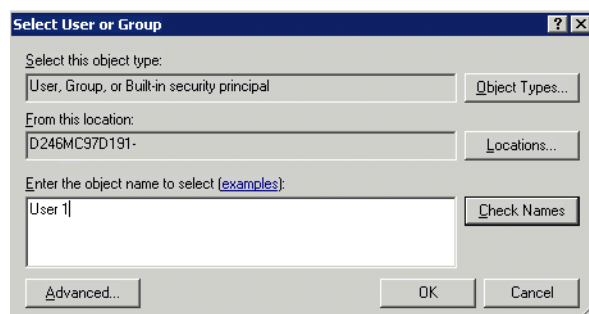 Select User or Group
Select this object type:
User, Group, or Built-in security principal
Object Types...
From this location:
D246MC97D191-
Locations...
Enter the object name to select (examples):
User 1
Check Names
Advanced...
OK
Cancel